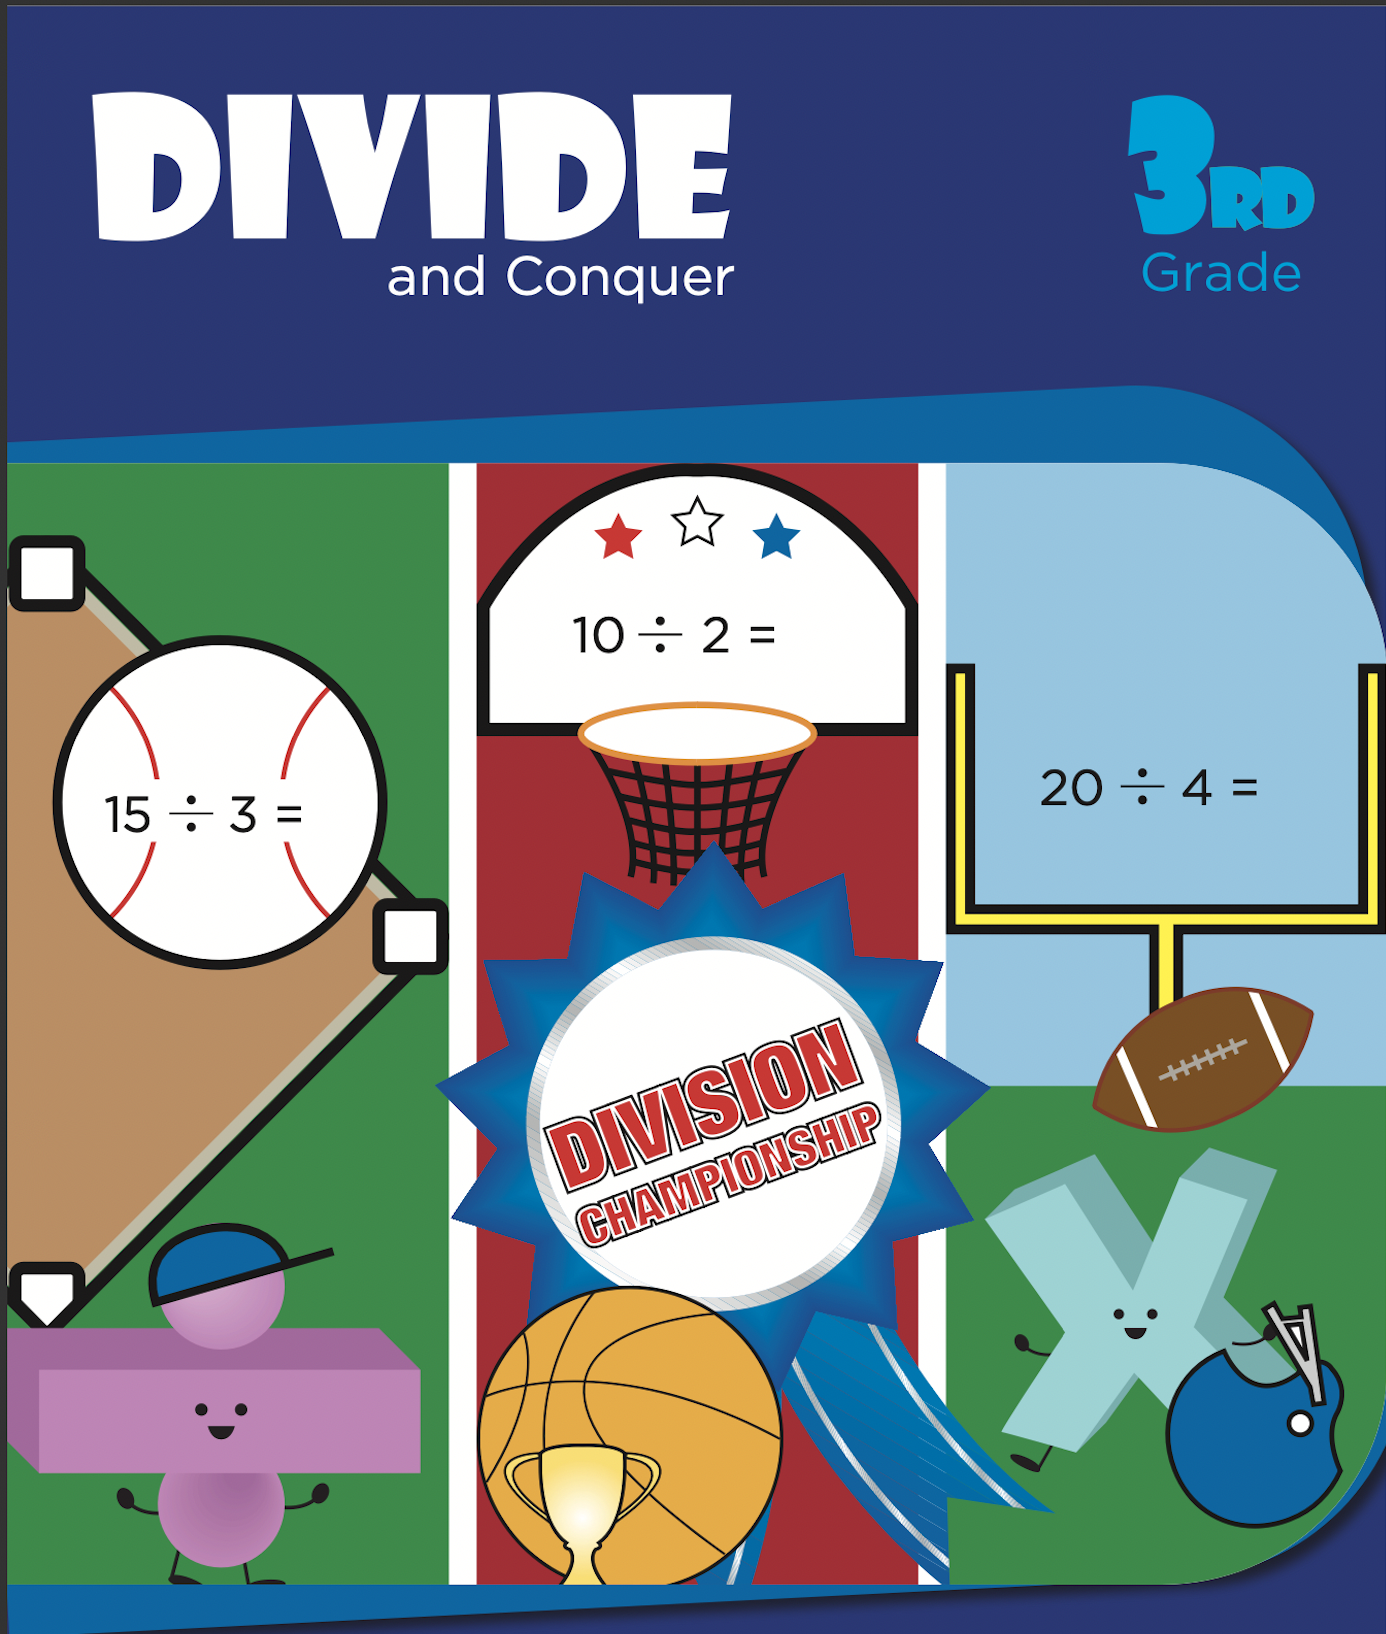 DIVIDE
and Conquer
3RD
Grade
15 ÷ 3 =
10 ÷ 2 =
20 ÷ 4 =
DIVISION
CHAMPIONSHIP